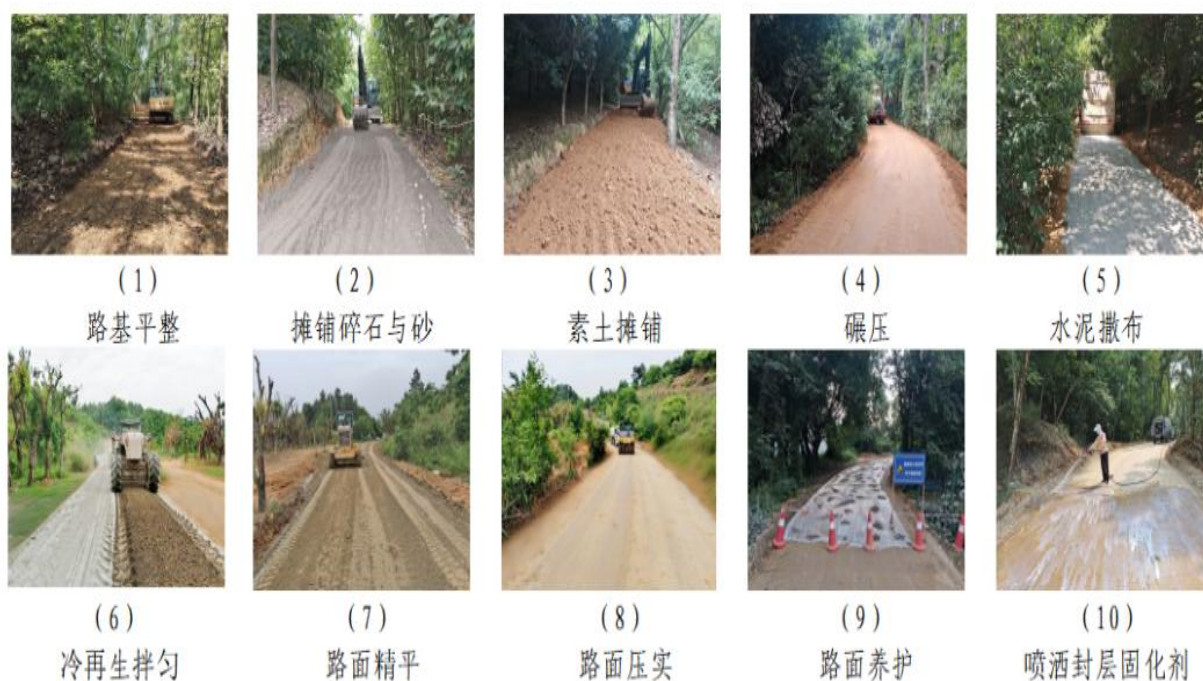 (1)
(2)
(3)
(4)
(5)
路基平整
摊铺碎石与砂
素土摊铺
碾压
水泥撒布
(6)
(7)
(8)
(9)
(10)
冷再生拌匀
路面精平
路面压实
路面养护
喷洒封层固化剂